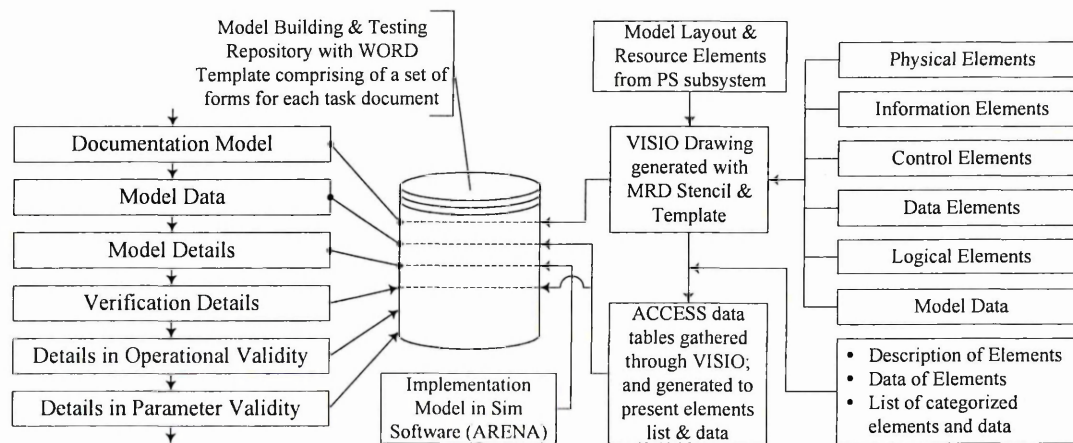 Model Building & Testing
Repository with WORD
Template comprising of a set of
forms for each task document
Documentation Model
Model Data
Model Details
Verification Details
Details in Operational Validity
Details in Parameter Validity
Implementation
Model in Sim
Software (ARENA)
Model Layout &
Resource Elements
from PS subsystem
VISIO Drawing
generated with
MRD Stencil &
Template
ACCESS data
tables gathered
through VISIO;
and generated to
present elements
list & data
Physical Elements
Information Elements
Control Elements
Data Elements
Logical Elements
Model Data
• Description of Elements
• Data of Elements
• List of categorized
elements and data